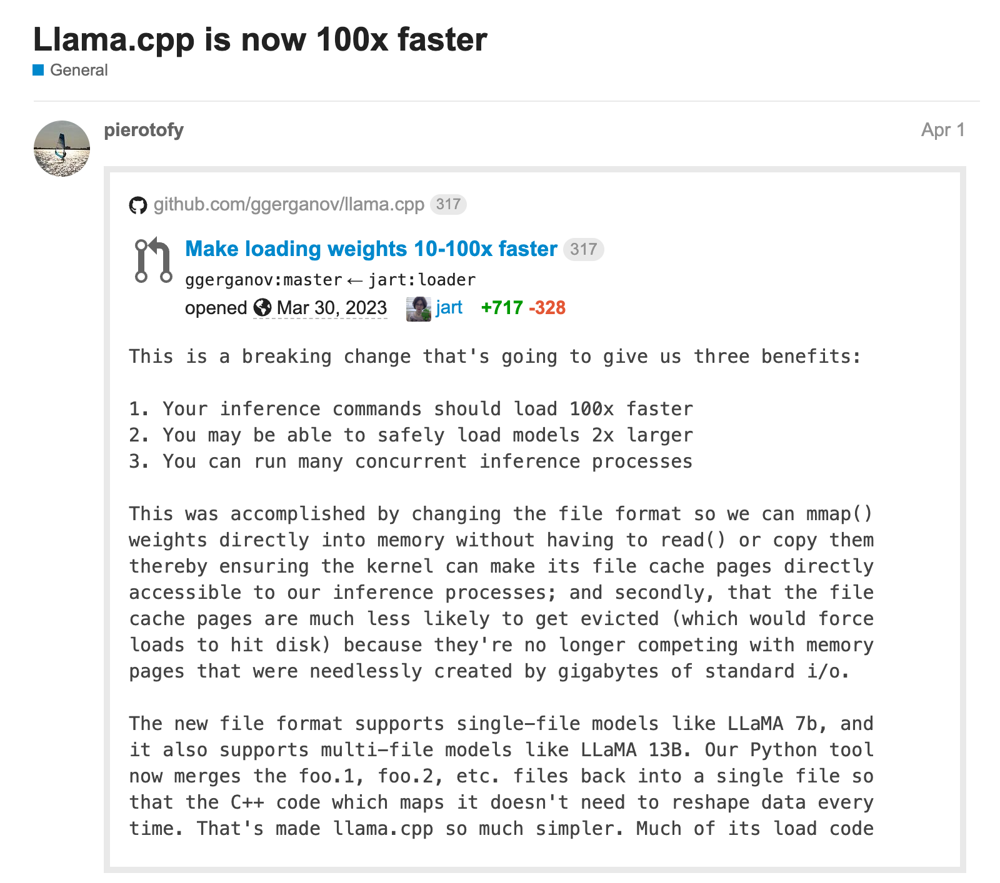 Llama.cpp is now 100x faster
General
pierotofy
Apr 1
github.com/ggerganov/llama.cpp 317
Make loading weights 10-100x faster 317
ggerganov:master ← jart:loader
opened Mar 30, 2023 jart +717 -328
This is a breaking change that's going to give us three benefits:
1. Your inference commands should load 100x faster
2. You may be able to safely load models 2x larger
3. You can run many concurrent inference processes
This was accomplished by changing the file format so we can mmap()
weights directly into memory without having to read() or copy them
thereby ensuring the kernel can make its file cache pages directly
accessible to our inference processes; and secondly, that the file
cache pages are much less likely to get evicted (which would force
loads to hit disk) because they're no longer competing with memory
pages that were needlessly created by gigabytes of standard i/o.
The new file format supports single-file models like LLaMA 7b, and
it also supports multi-file models like LLaMA 13B. Our Python tool
now merges the foo.1, foo.2, etc. files back into a single file so
that the C++ code which maps it doesn't need to reshape data every
time. That's made llama.cpp so much simpler. Much of its load code